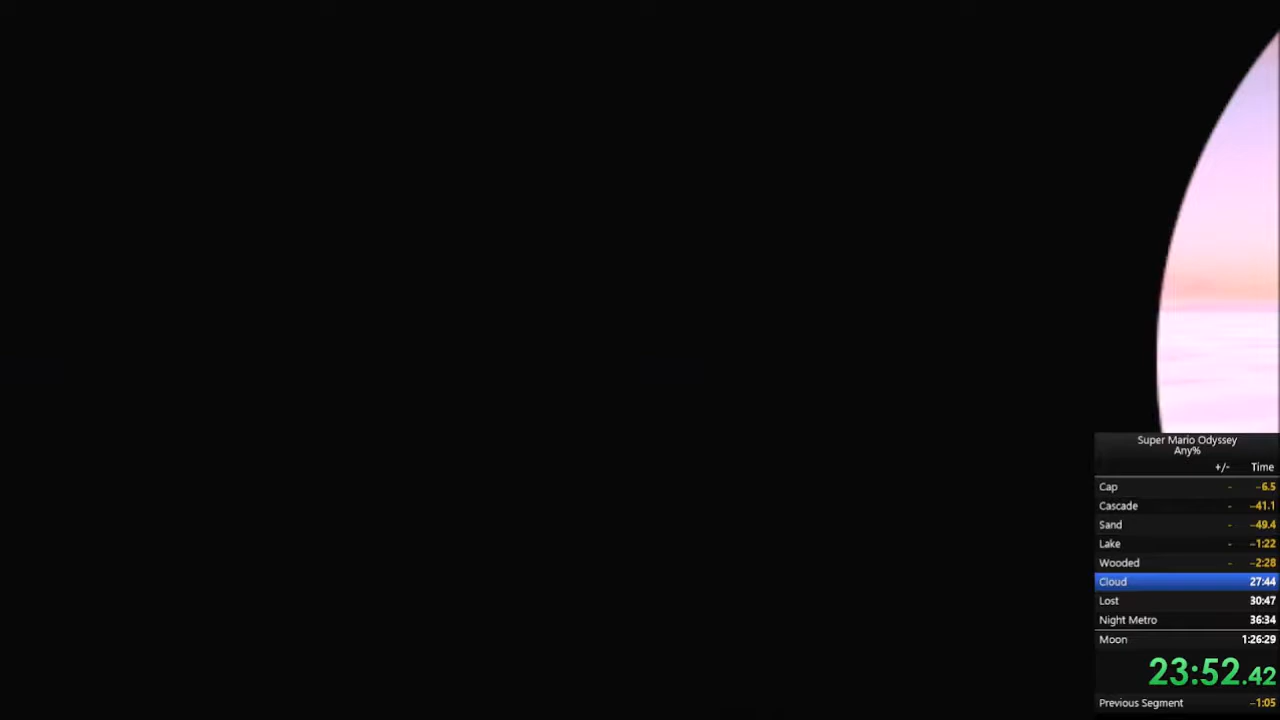 Super Mario Odyssey
Any%
+/- Time
Cap - −6.5
Cascade - −41.1
Sand - −49.4
Lake - −1:22
Wooded - −2:28
Cloud 27:44
Lost 30:47
Night Metro 36:34
Moon 1:26:29
23:52.42
Previous Segment −1:05